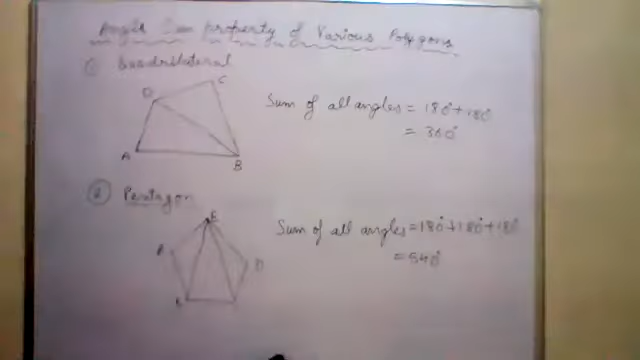 Angle Sum property of Various Polygons
① Quadrilateral
D
C
A
B
Sum of all angles = 180°+180°
= 360°
② Pentagon
A
D
Sum of all angles = 180°+180°+180°
= 540°